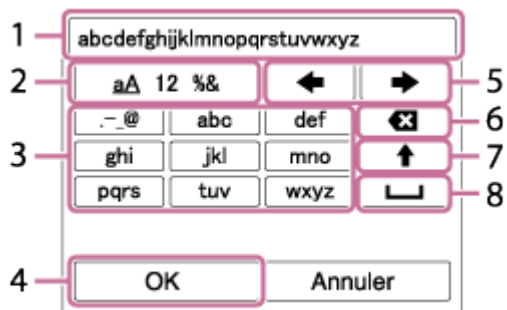 1 abcdefghijklmnopqrstuvwxyz
2 aA 12 %& 5
.-_@ abc def 6
3 ghi jkl mno 7
pqrs tuv wxyz 8
4 OK Annuler